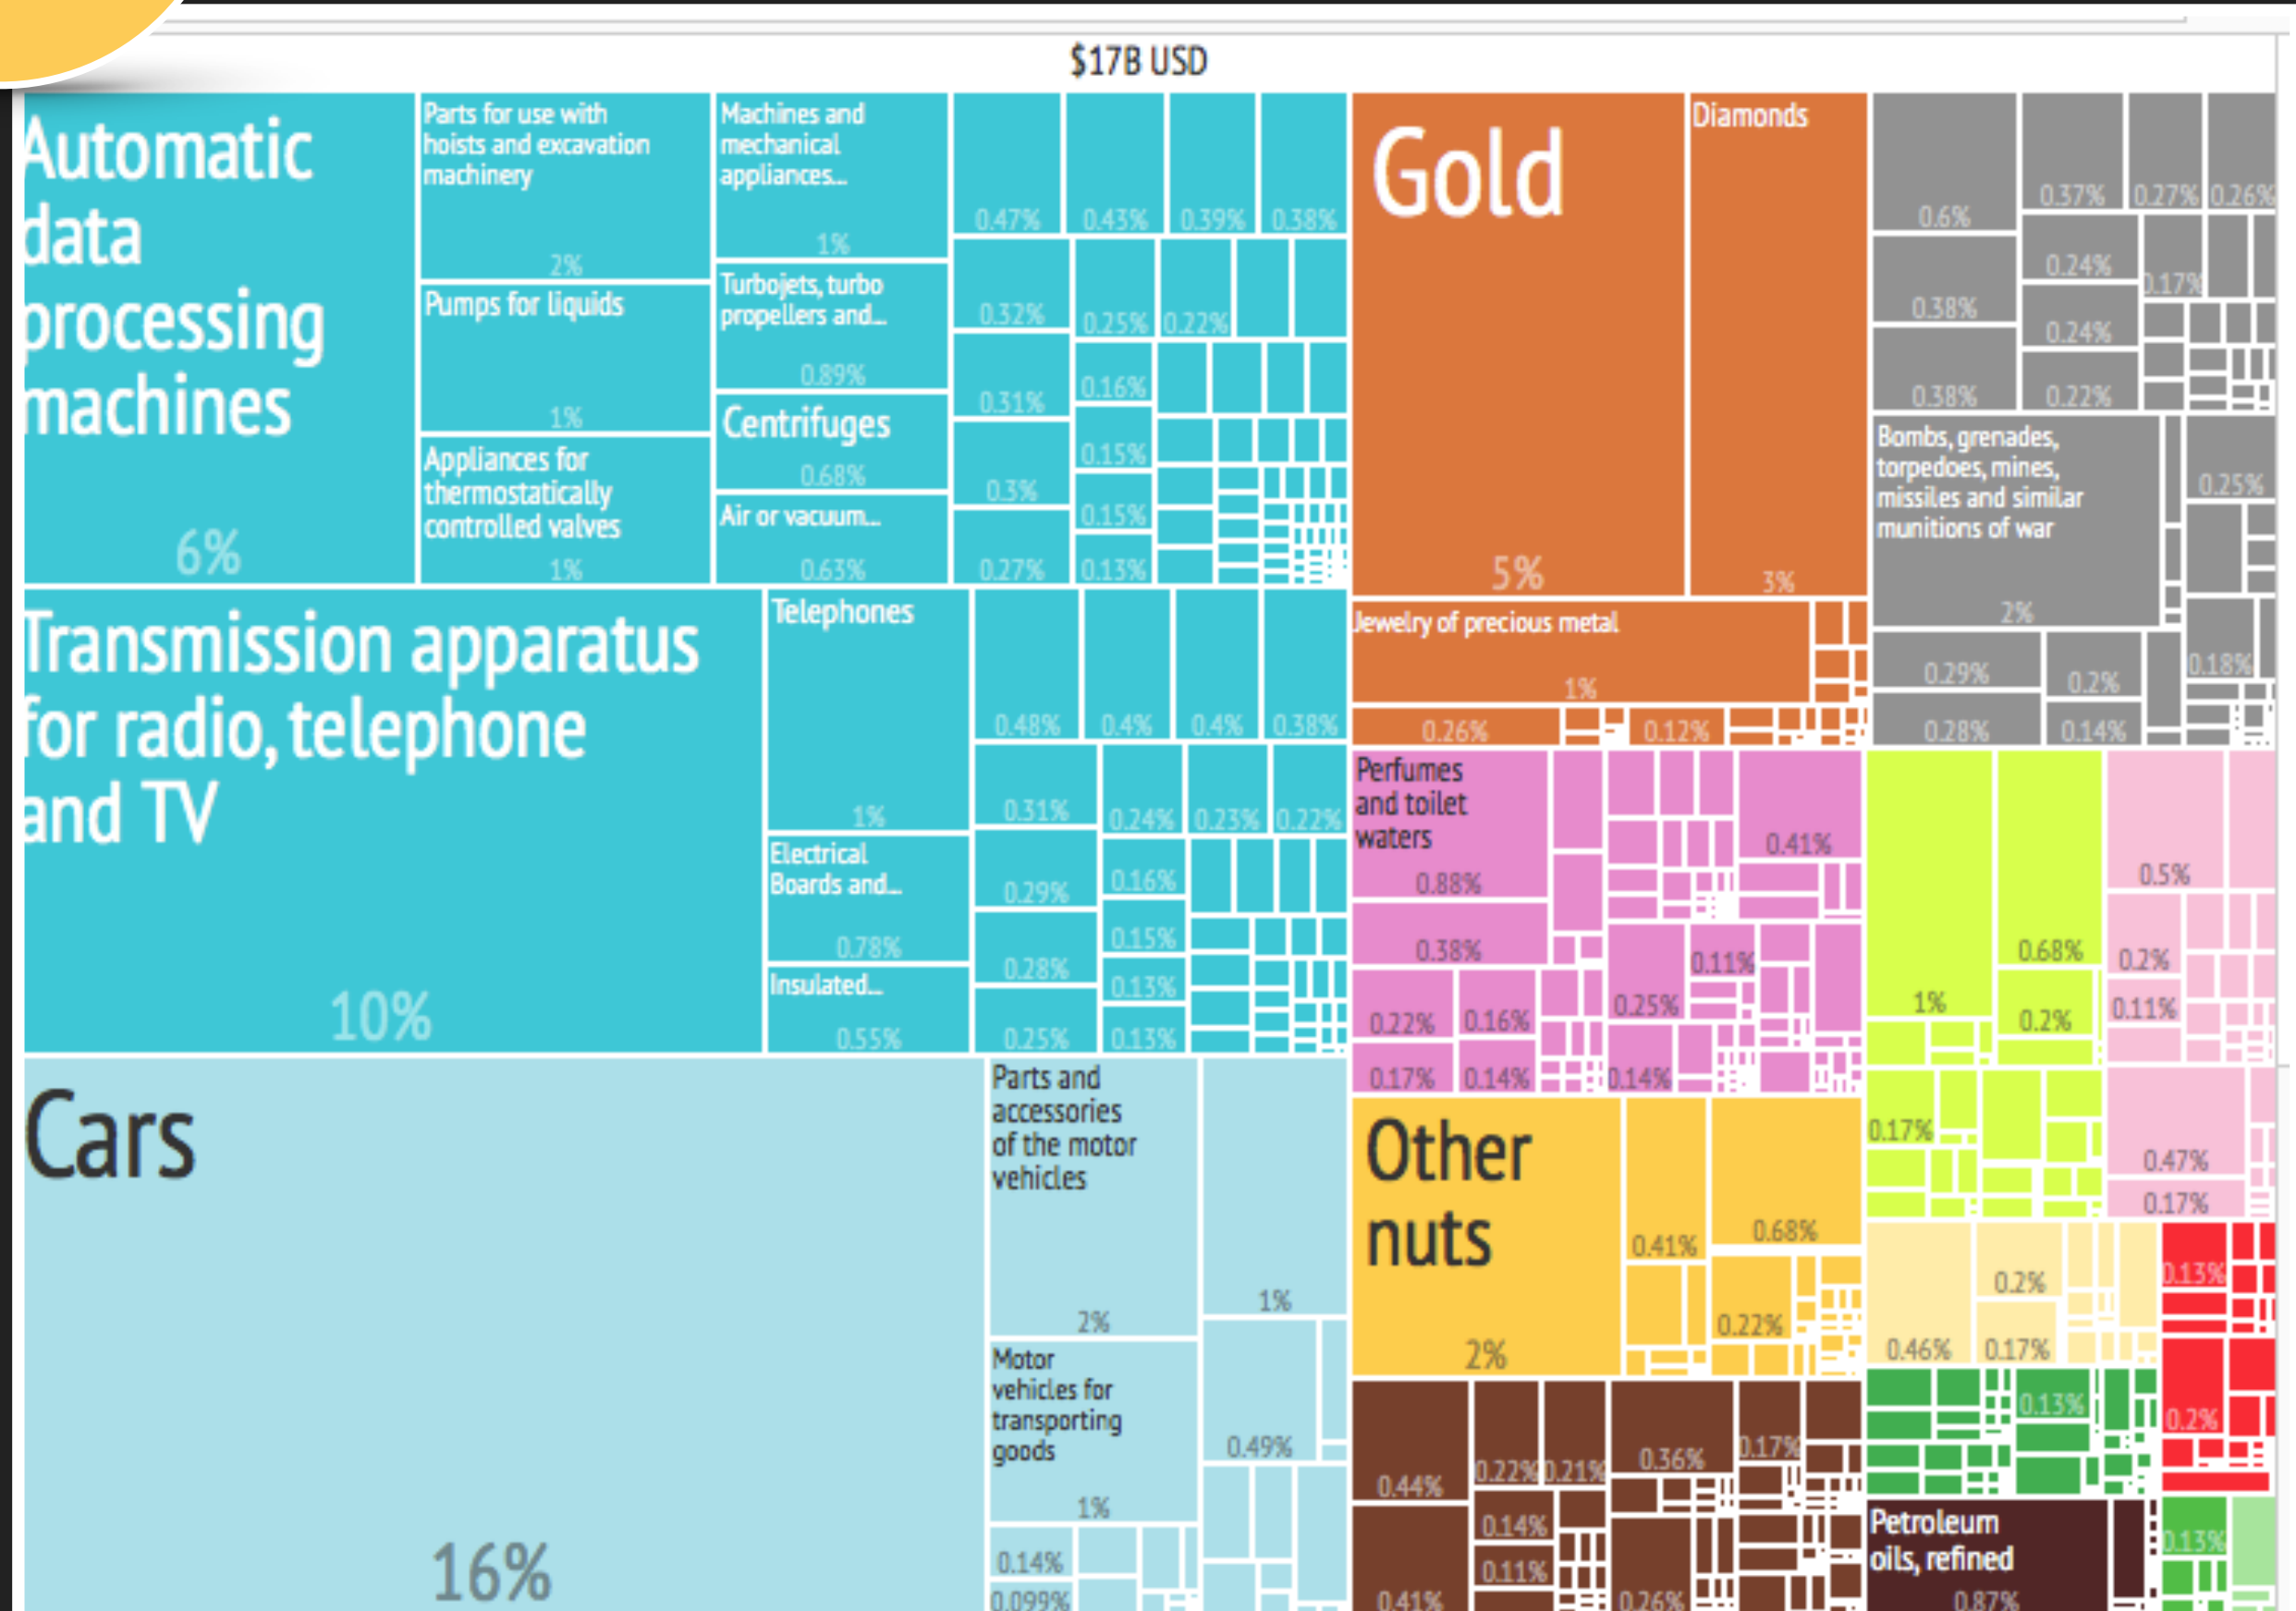 $17B USD
Automatic
data
processing
machines
6%
Parts for use with
hoists and excavation
machinery
2%
Pumps for liquids
1%
Appliances for
thermostatically
controlled valves
1%
Machines and
mechanical
appliances...
1%
Turbojets, turbo
propellers and...
0.89%
Centrifuges
0.68%
Air or vacuum...
0.63%
0.47%
0.43%
0.39%
0.38%
0.32%
0.25%
0.22%
0.31%
0.16%
0.3%
0.15%
0.15%
0.27%
0.13%
Transmission apparatus
for radio, telephone
and TV
10%
Telephones
1%
Electrical
Boards and...
0.78%
Insulated...
0.55%
0.48%
0.4%
0.4%
0.38%
0.31%
0.24%
0.23%
0.22%
0.29%
0.16%
0.28%
0.15%
0.13%
0.25%
0.13%
Cars
16%
Parts and
accessories
of the motor
vehicles
2%
Motor
vehicles for
transporting
goods
1%
1%
0.49%
0.14%
0.099%
Gold
5%
Diamonds
3%
Jewelry of precious metal
1%
0.26%
0.12%
0.6%
0.37%
0.27%
0.26%
0.38%
0.24%
0.17%
0.24%
0.38%
0.22%
Bombs, grenades,
torpedoes, mines,
missiles and similar
munitions of war
2%
0.25%
0.29%
0.2%
0.18%
0.28%
0.14%
Perfumes
and toilet
waters
0.88%
0.41%
0.38%
0.11%
0.25%
0.22%
0.16%
0.17%
0.14%
0.14%
1%
0.68%
0.2%
0.17%
0.5%
0.2%
0.11%
0.47%
0.17%
Other
nuts
2%
0.41%
0.68%
0.22%
0.46%
0.2%
0.17%
0.13%
0.2%
0.44%
0.22%
0.21%
0.36%
0.17%
0.14%
0.11%
0.41%
0.26%
0.13%
Petroleum
oils, refined
0.87%
0.13%